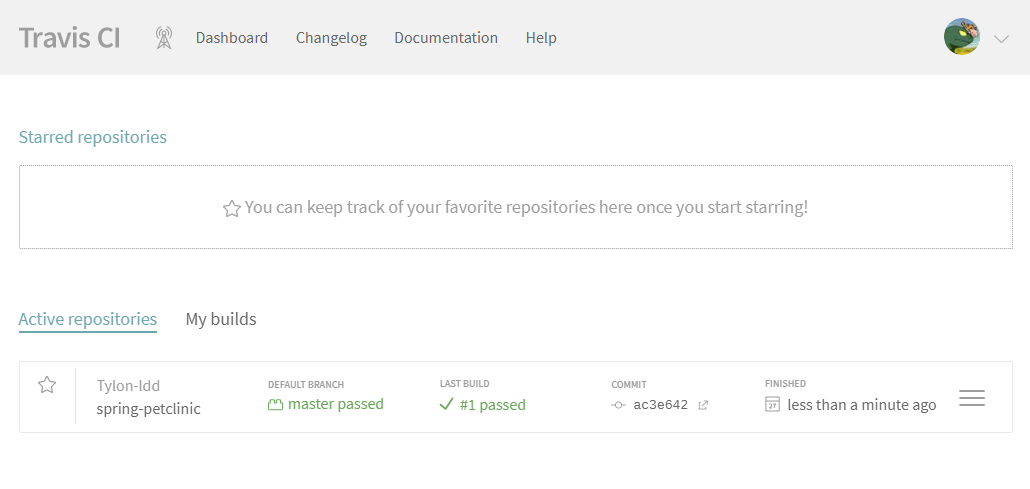 Travis CI Dashboard Changelog Documentation Help
Starred repositories
You can keep track of your favorite repositories here once you start starring!
Active repositories My builds
Tylon-ldd DEFAULT BRANCH LAST BUILD COMMIT FINISHED
spring-petclinic master passed #1 passed ac3e642 27 less than a minute ago